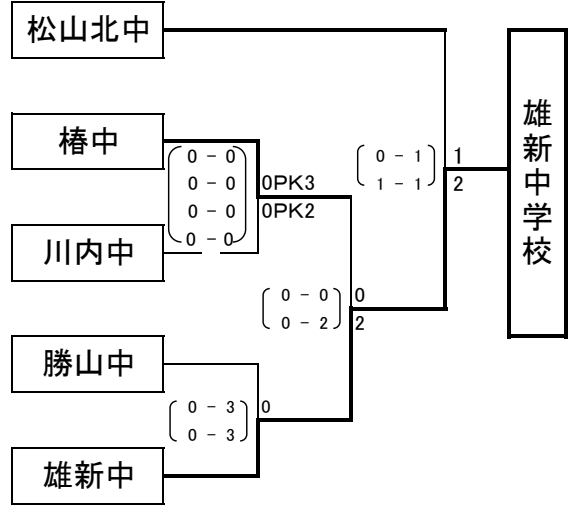 松山北中
椿中
0 - 0
0 - 0
0 - 0
0 - 0
0PK3
0PK2
川内中
勝山中
0 - 3
0 - 3
0
雄新中
0 - 0
0 - 2
0
2
0 - 1
1 - 1
1
2
雄新中学校